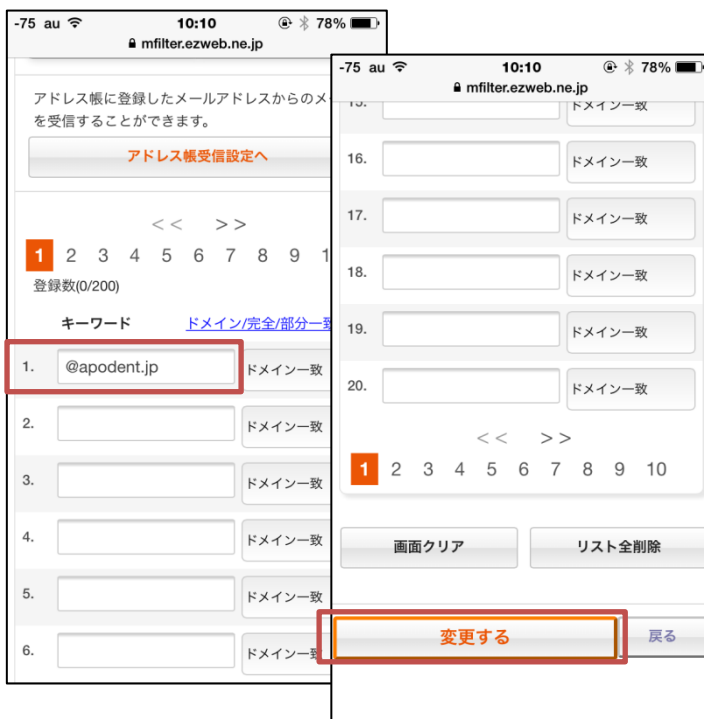 -75 au 10:10 78%
mfilter.ezweb.ne.jp
アドレス帳に登録したメールアドレスからのメー
を受信することができます。
アドレス帳受信設定へ
<< >>
1 2 3 4 5 6 7 8 9 1
登録数(0/200)
キーワード ドメイン/完全/部分一致
1. @apodent.jp ドメイン一致
2. ドメイン一致
3. ドメイン一致
4. ドメイン一致
5. ドメイン一致
6. ドメイン一致
-75 au 10:10 78%
mfilter.ezweb.ne.jp
15. ドメイン一致
16. ドメイン一致
17. ドメイン一致
18. ドメイン一致
19. ドメイン一致
20. ドメイン一致
<< >>
1 2 3 4 5 6 7 8 9 10
画面クリア リスト全削除
変更する 戻る